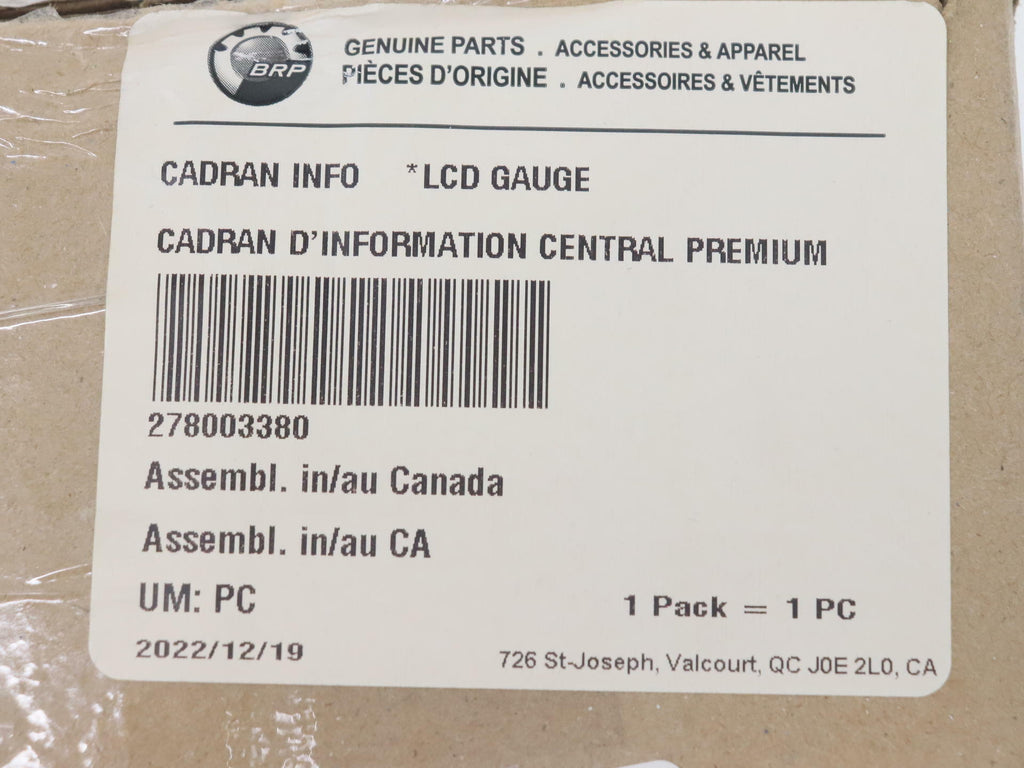 BRP
GENUINE PARTS . ACCESSORIES & APPAREL
PIÈCES D'ORIGINE . ACCESSOIRES & VÊTEMENTS
CADRAN INFO *LCD GAUGE
CADRAN D'INFORMATION CENTRAL PREMIUM
278003380
Assembl. in/au Canada
Assembl. in/au CA
UM: PC 1 Pack = 1 PC
2022/12/19
726 St-Joseph, Valcourt, QC J0E 2L0, CA